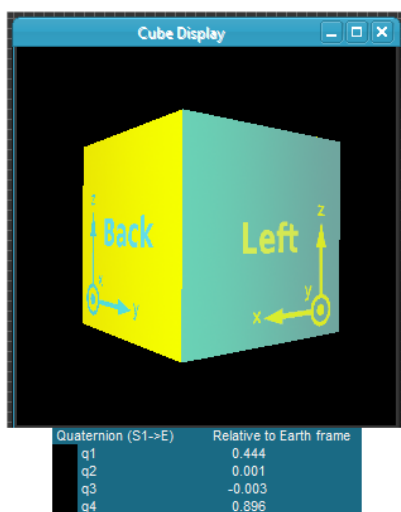 Cube Display
z
Back
x
y
Left
z
y
x
Quaternion (S1->E) Relative to Earth frame
q1 0.444
q2 0.001
q3 -0.003
q4 0.896